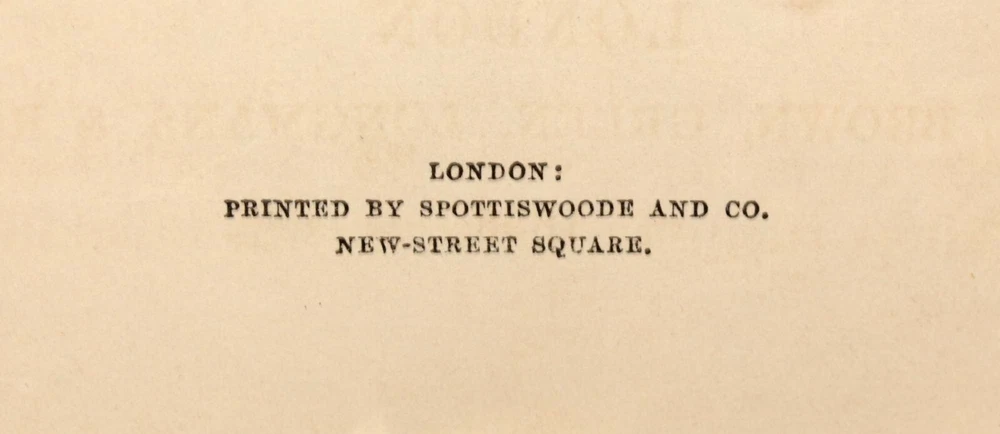 LONDON:
PRINTED BY SPOTTISWOODE AND CO.
NEW-STREET SQUARE.